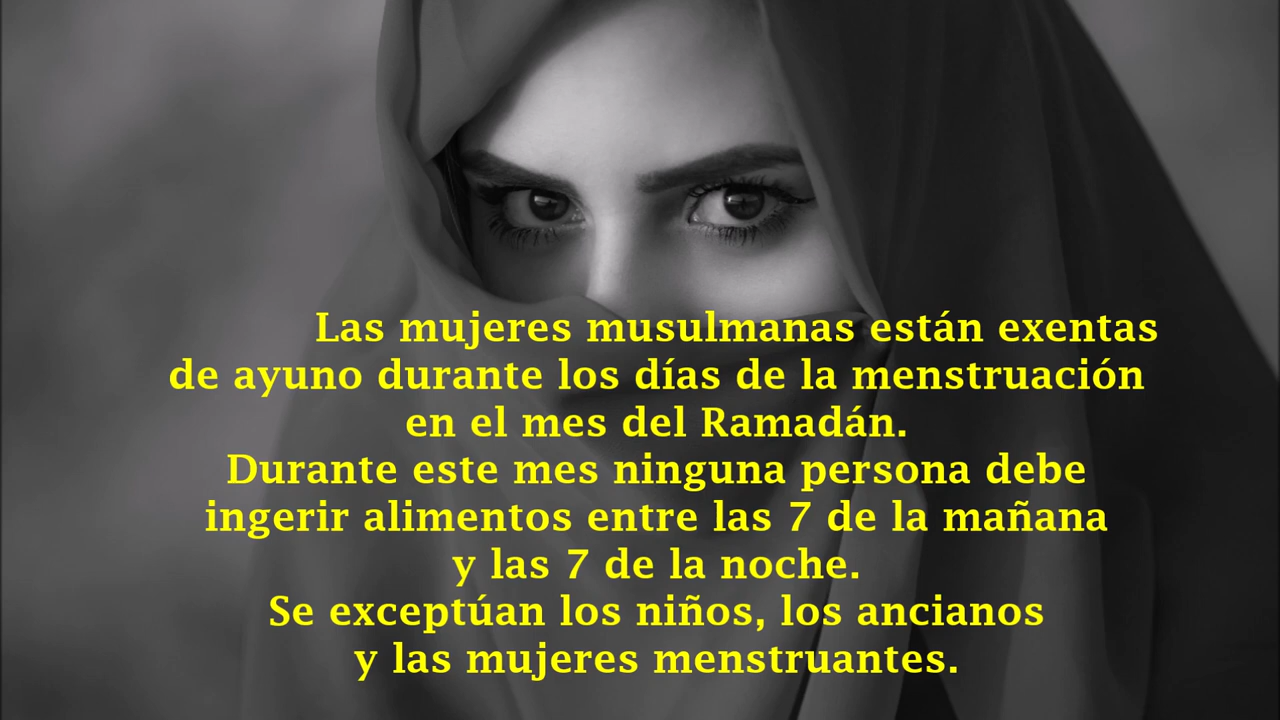 Las mujeres musulmanas están exentas
de ayuno durante los días de la menstruación
en el mes del Ramadán.
Durante este mes ninguna persona debe
ingerir alimentos entre las 7 de la mañana
y las 7 de la noche.
Se exceptúan los niños, los ancianos
y las mujeres menstruantes.